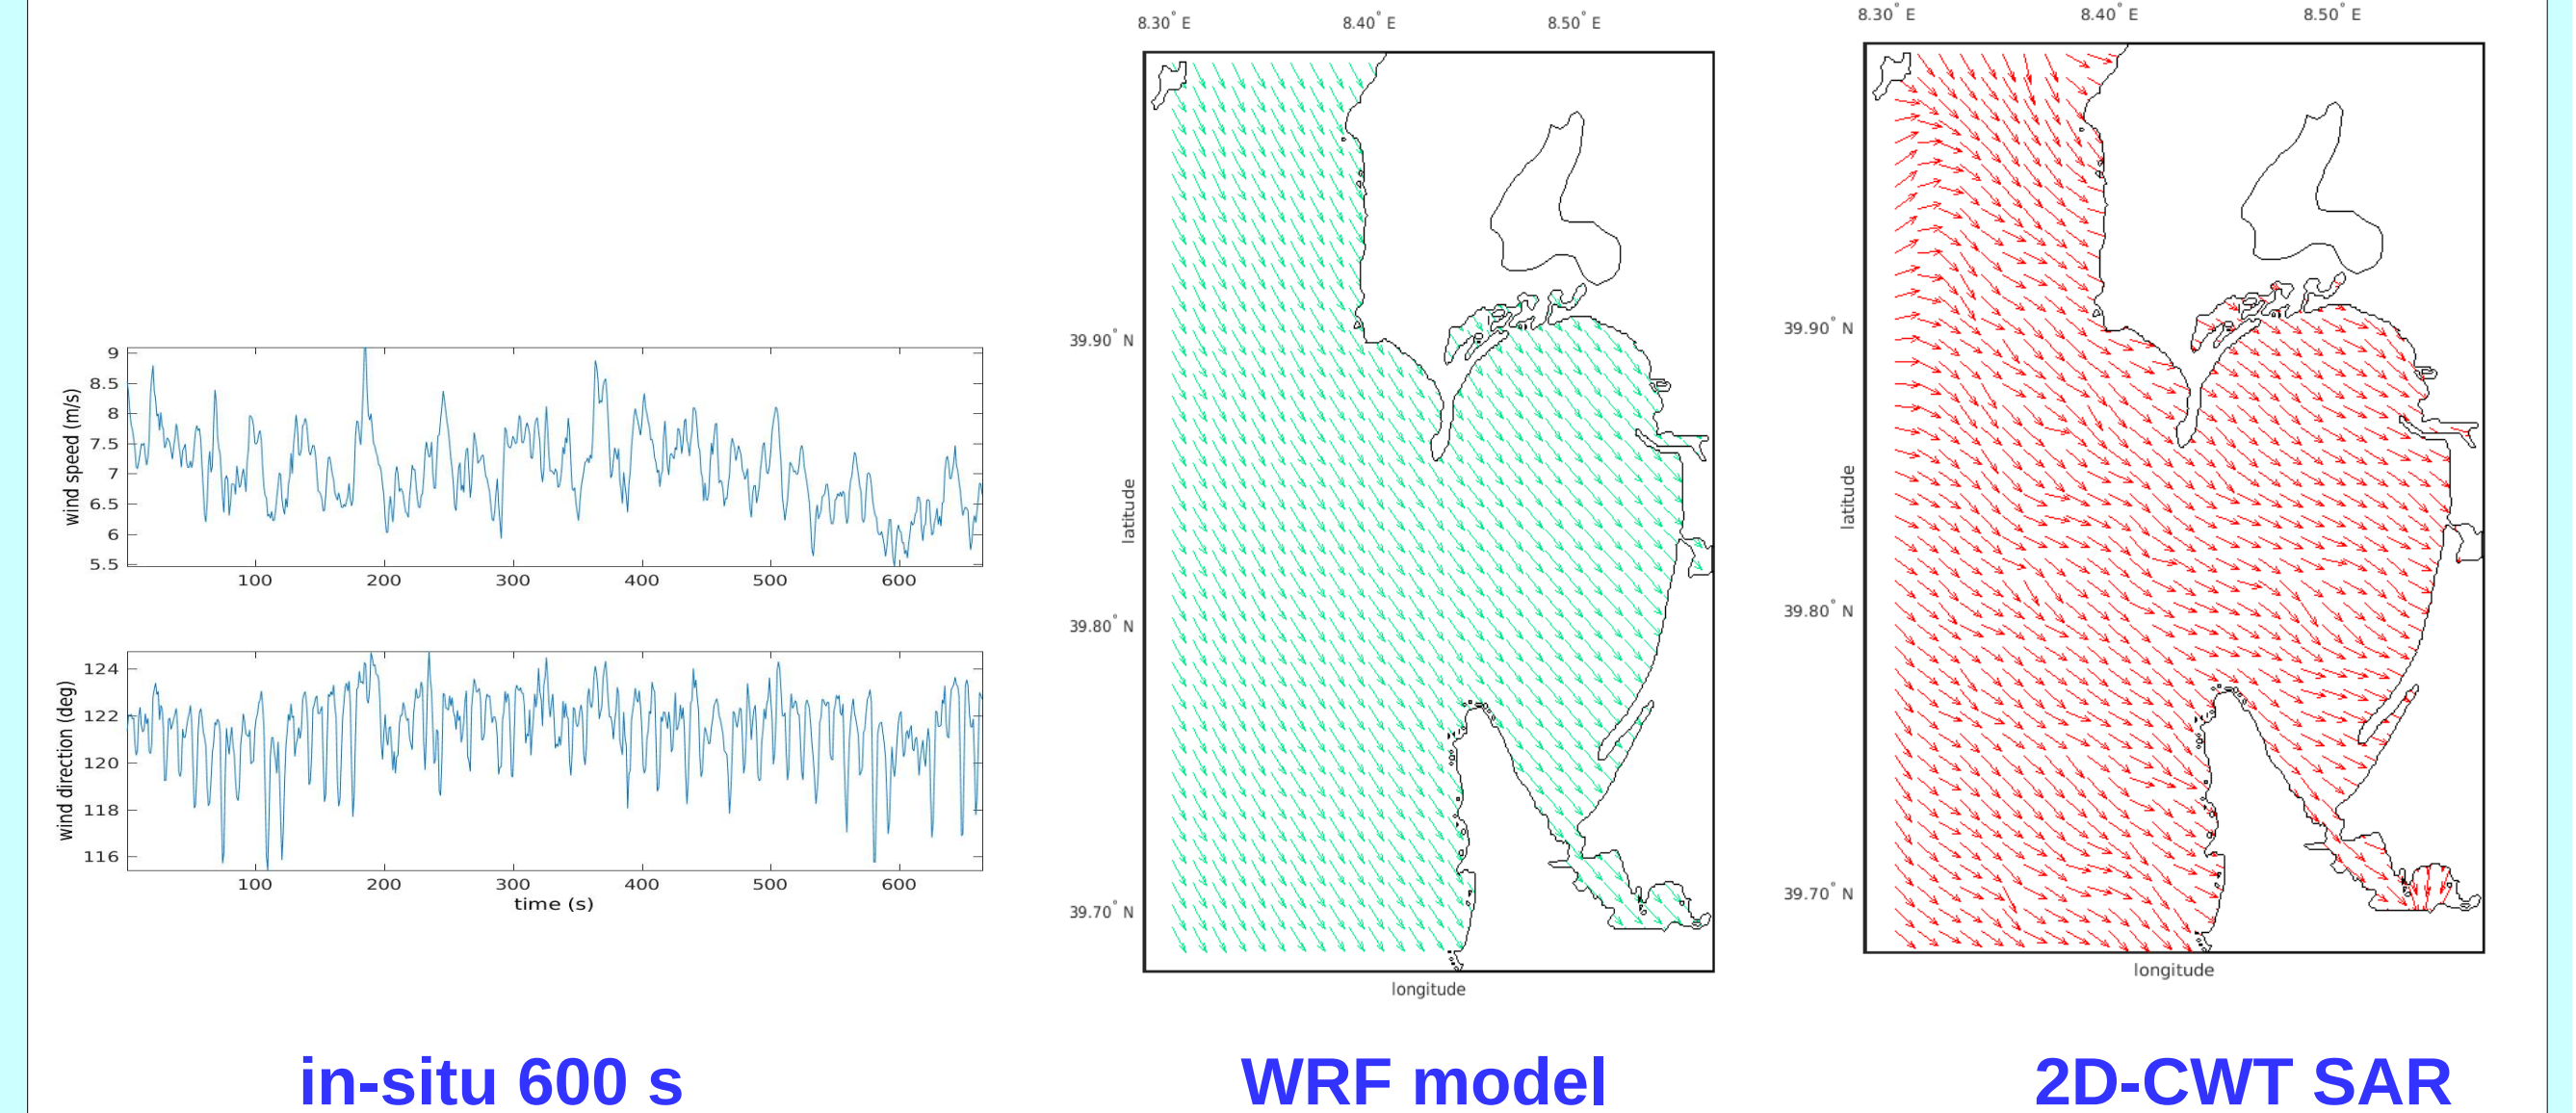 9
8.5
8
7.5
7
6.5
6
5.5
wind speed (m/s)
100 200 300 400 500 600
124
122
120
118
116
wind direction (deg)
100 200 300 400 500 600
time (s)
8.30° E 8.40° E 8.50° E
39.90° N
39.80° N
39.70° N
latitude
longitude
8.30° E 8.40° E 8.50° E
39.90° N
39.80° N
39.70° N
latitude
longitude
in-situ 600 s
WRF model
2D-CWT SAR